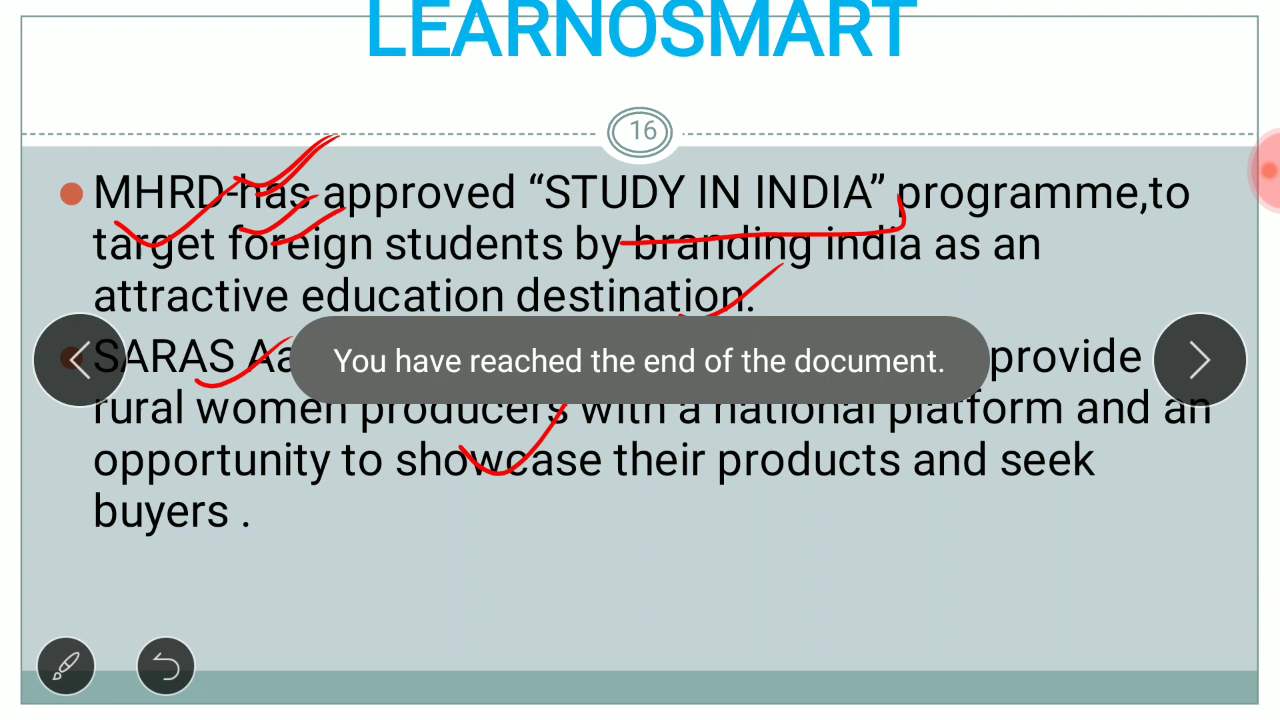 LEARNOSMART
16
MHRD-has approved “STUDY IN INDIA” programme,to
target foreign students by branding india as an
attractive education destination.
SARAS provide
You have reached the end of the document.
rural women producers with a national platform and an
opportunity to showcase their products and seek
buyers .